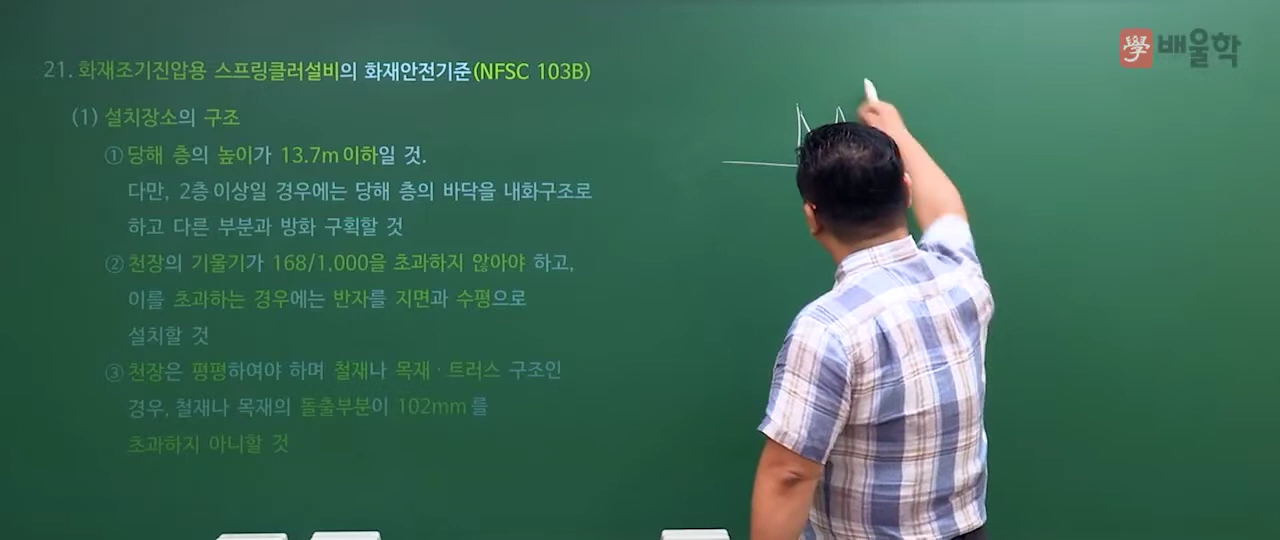 學 배울학
21. 화재조기진압용 스프링클러설비의 화재안전기준(NFSC 103B)
(1) 설치장소의 구조
① 당해 층의 높이가 13.7m 이하일 것.
다만, 2층 이상일 경우에는 당해 층의 바닥을 내화구조로
하고 다른 부분과 방화 구획할 것
② 천장의 기울기가 168/1,000을 초과하지 않아야 하고,
이를 초과하는 경우에는 반자를 지면과 수평으로
설치할 것
③ 천장은 평평하여야 하며 철재나 목재 · 트러스 구조인
경우, 철재나 목재의 돌출부분이 102mm 를
초과하지 아니할 것